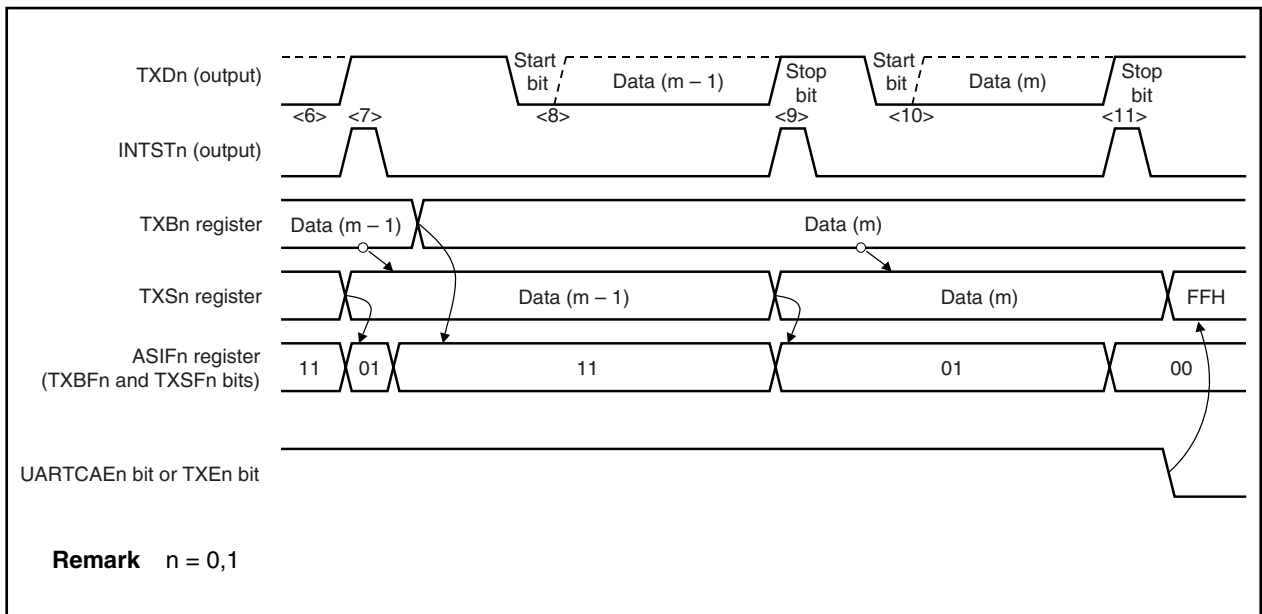 TXDn (output)
Start
bit
Data (m – 1)
Stop
bit
Start
bit
Data (m)
Stop
bit
<6>
<7>
<8>
<9>
<10>
<11>
INTSTn (output)
TXBn register
Data (m – 1)
Data (m)
TXSn register
Data (m – 1)
Data (m)
FFH
ASIFn register
(TXBFn and TXSFn bits)
11
01
11
01
00
UARTCAEn bit or TXEn bit
Remark n = 0,1